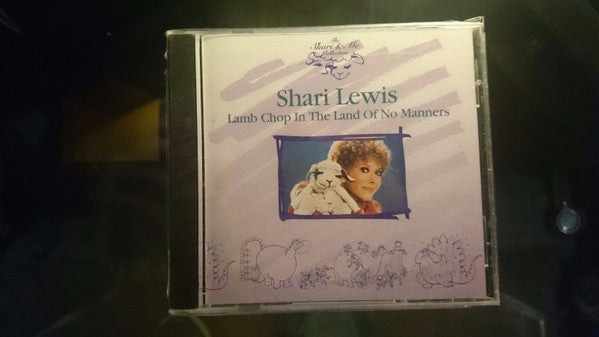 The
Shari & Me
Collection
Shari Lewis
Lamb Chop In The Land Of No Manners